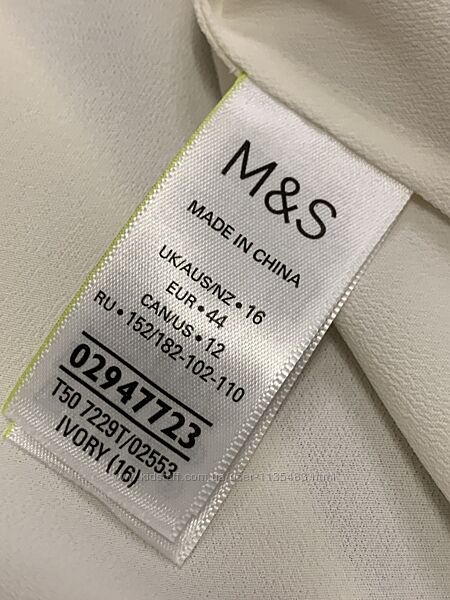 M&S
MADE IN CHINA
UK/AUS/NZ • 16
EUR • 44
CAN/US • 12
RU • 152/182-102-110
02947723
T50 7229T/02553
IVORY (16)